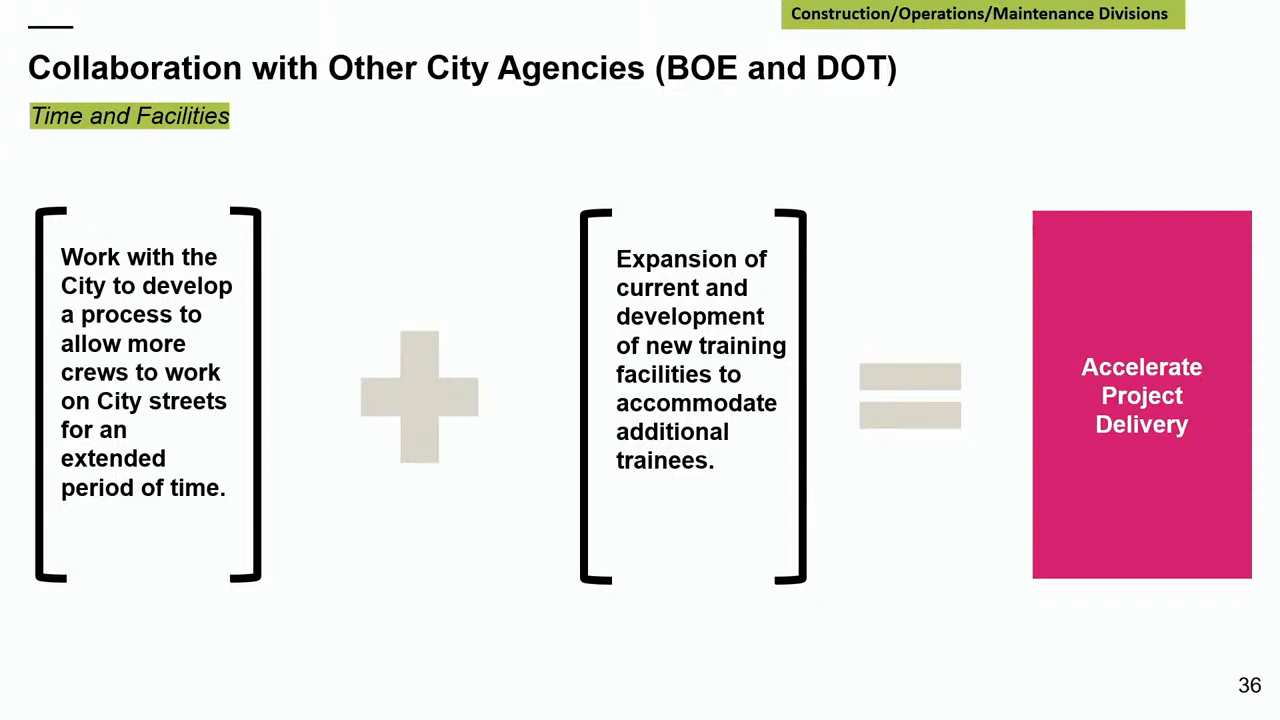 Construction/Operations/Maintenance Divisions
Collaboration with Other City Agencies (BOE and DOT)
Time and Facilities
Work with the
City to develop
a process to
allow more
crews to work
on City streets
for an
extended
period of time.
Expansion of
current and
development
of new training
facilities to
accommodate
additional
trainees.
Accelerate
Project
Delivery
36